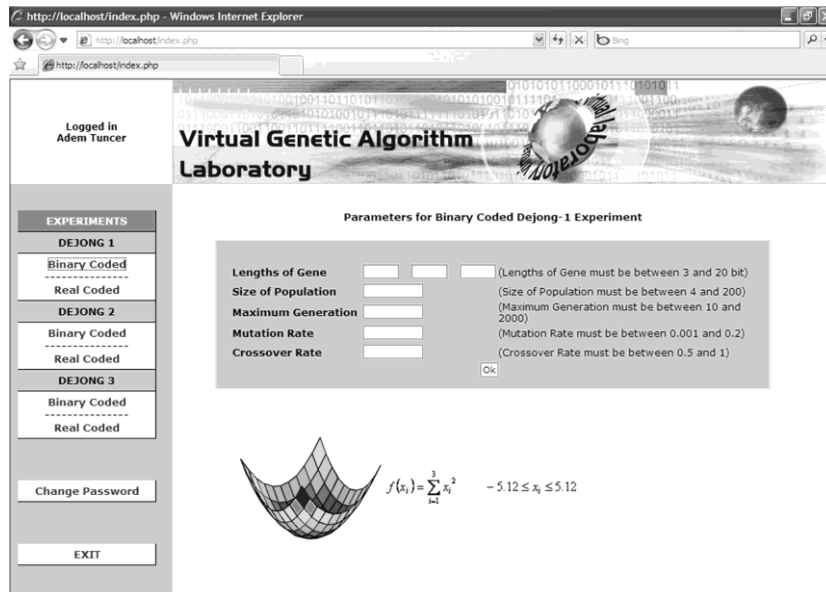 http://localhost/index.php - Windows Internet Explorer
http://localhost/index.php
Bing
http://localhost/index.php
Logged in
Adem Tuncer
Virtual Genetic Algorithm
Laboratory
virtual laboratory
EXPERIMENTS
DEJONG 1
Binary Coded
Real Coded
DEJONG 2
Binary Coded
Real Coded
DEJONG 3
Binary Coded
Real Coded
Change Password
EXIT
Parameters for Binary Coded Dejong-1 Experiment
Lengths of Gene (Lengths of Gene must be between 3 and 20 bit)
Size of Population (Size of Population must be between 4 and 200)
Maximum Generation (Maximum Generation must be between 10 and
2000)
Mutation Rate (Mutation Rate must be between 0.001 and 0.2)
Crossover Rate (Crossover Rate must be between 0.5 and 1)
Ok
f(x_i) = ∑_{i=1}^{3} x_i^2 −5.12 ≤ x_i ≤ 5.12